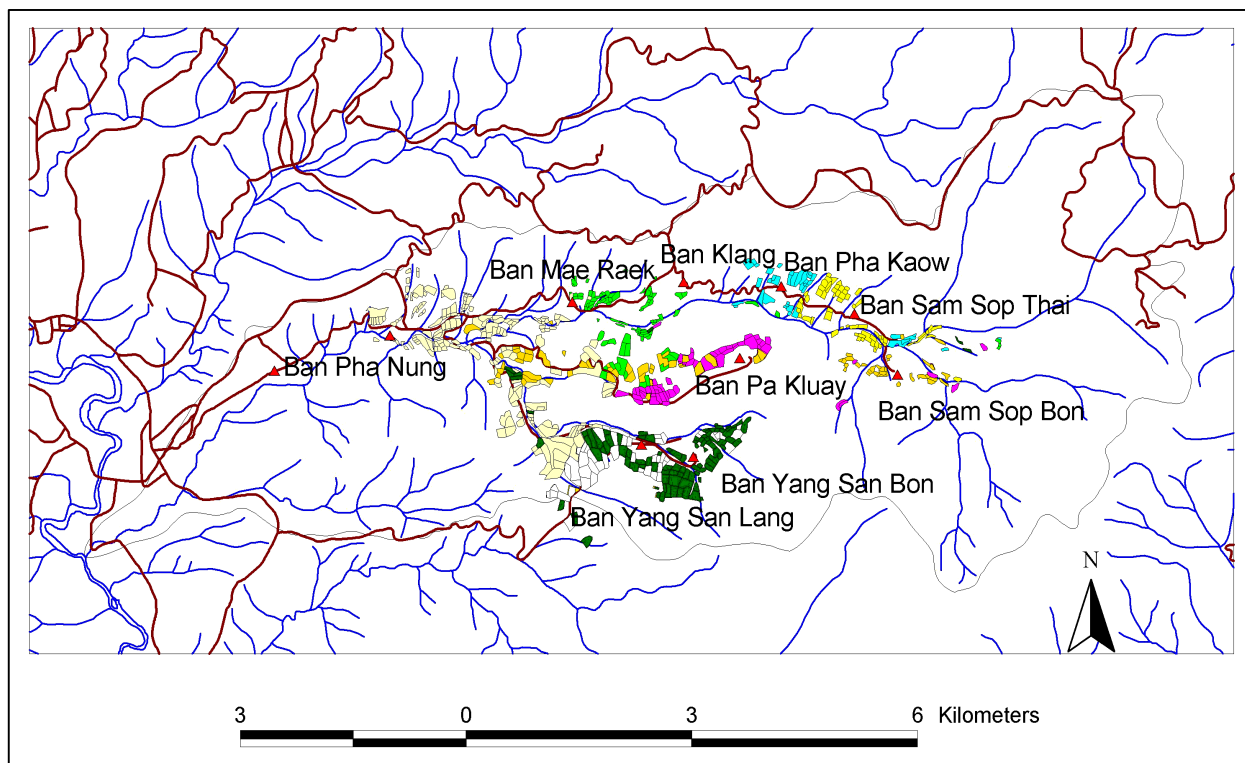 Ban Klang
Ban Pha Kaow
Ban Mae Raek
Ban Sam Sop Thai
Ban Pha Nung
Ban Pa Kluay
Ban Sam Sop Bon
Ban Yang San Bon
Ban Yang San Lang
N
3 0 3 6 Kilometers